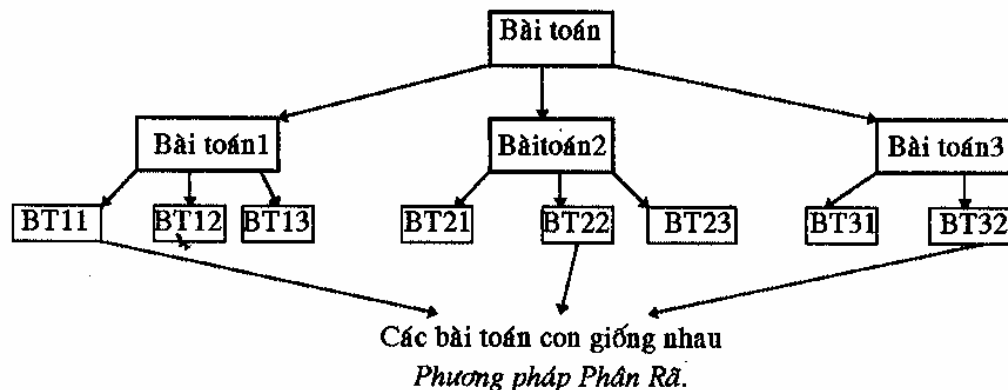 Bài toán
Bài toán1
Bàitoán2
Bài toán3
BT11
BT12
BT13
BT21
BT22
BT23
BT31
BT32
Các bài toán con giống nhau
Phương pháp Phân Rã.